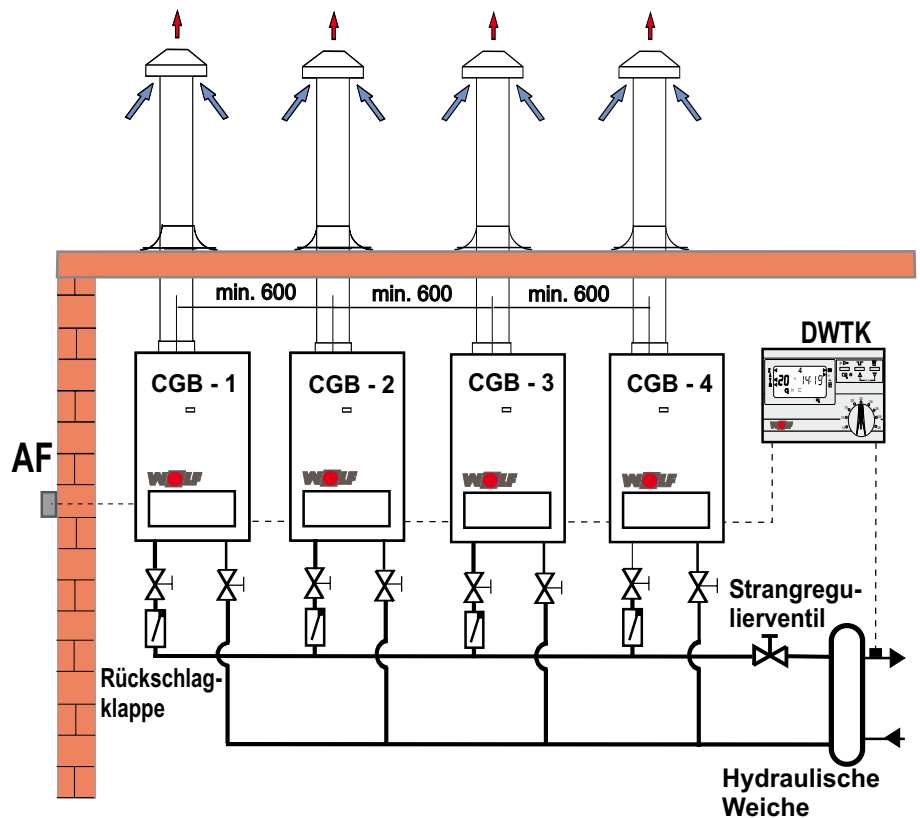 min. 600
min. 600
min. 600
DWTK
CGB - 1
CGB - 2
CGB - 3
CGB - 4
AF
WOLF
WOLF
WOLF
WOLF
WOLF
Strangregu-
lierventil
Rückschlag-
klappe
Hydraulische
Weiche